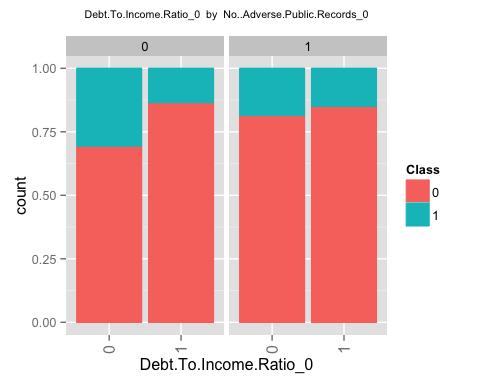 Debt.To.Income.Ratio_0 by No..Adverse.Public.Records_0
0 1
1.00
0.75
0.50
0.25
0.00
count
0 1 0 1
Debt.To.Income.Ratio_0
Class
0
1